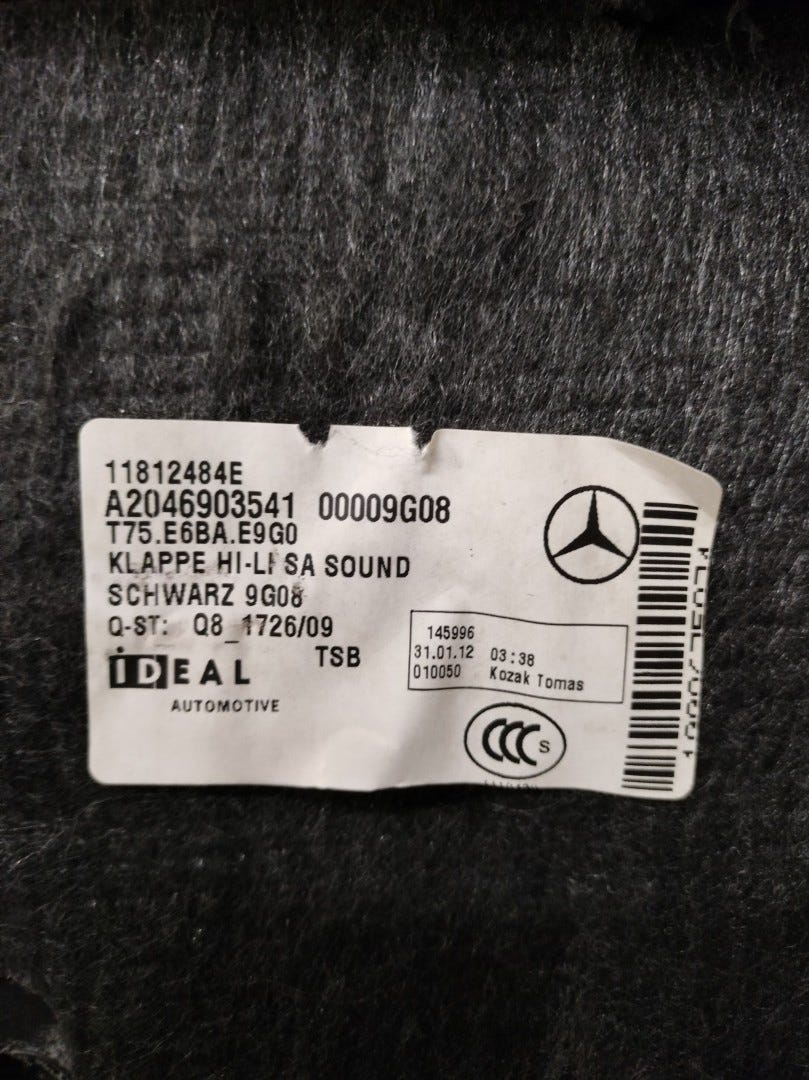 11812484E
A2046903541 00009G08
T75.E6BA.E9G0
KLAPPE HI-LI SA SOUND
SCHWARZ 9G08
Q-ST: Q8_1726/09
TSB
iDEAL
AUTOMOTIVE
145996
31.01.12 03:38
010050 Kozak Tomas
CCC S